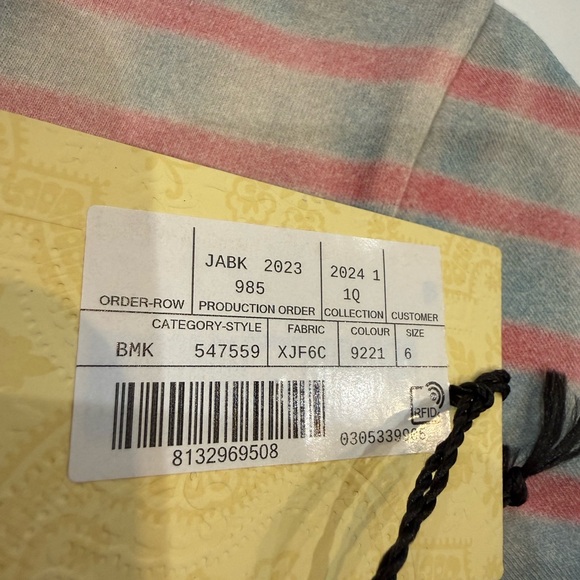 JABK 2023 2024 1
985 1Q
ORDER-ROW PRODUCTION ORDER COLLECTION CUSTOMER
CATEGORY-STYLE FABRIC COLOUR SIZE
BMK 547559 XJF6C 9221 6
RFID
8132969508